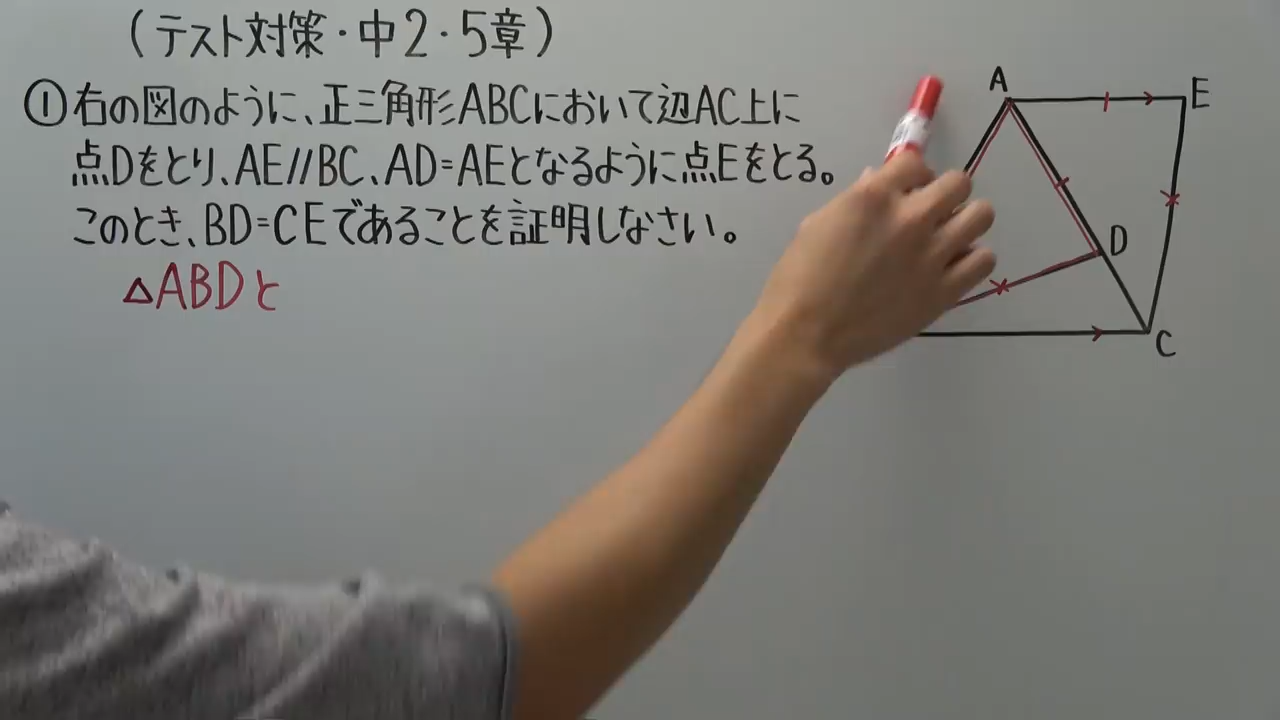 (テスト対策・中2・5章)
①右の図のように、正三角形ABCにおいて辺AC上に
点Dをとり、AE//BC、AD=AEとなるように点Eをとる。
このとき、BD=CEであることを証明しなさい。
△ABDと
A
E
D
C